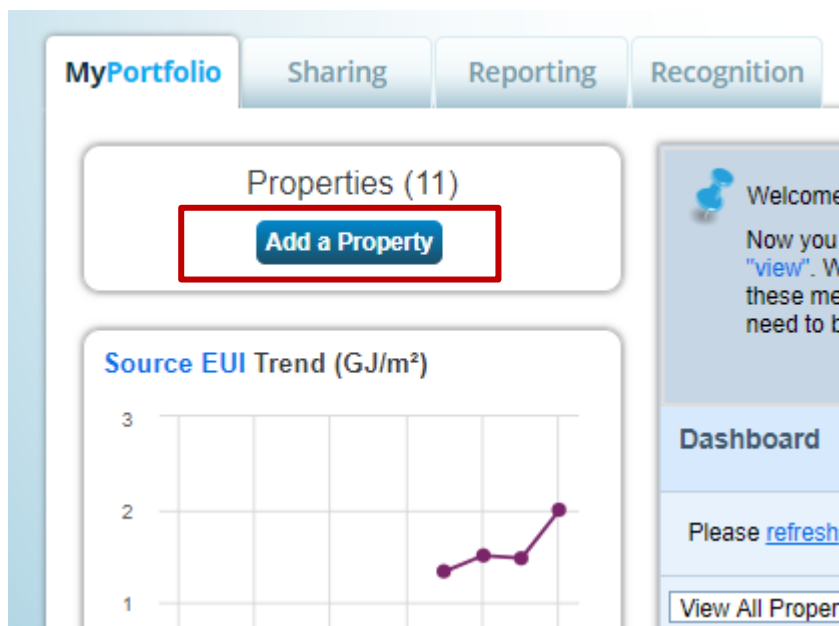 MyPortfolio
Sharing
Reporting
Recognition
Properties (11)
Add a Property
Source EUI Trend (GJ/m²)
3
2
1
Welcome
Now you
"view". W
these me
need to b
Dashboard
Please refresh
View All Proper